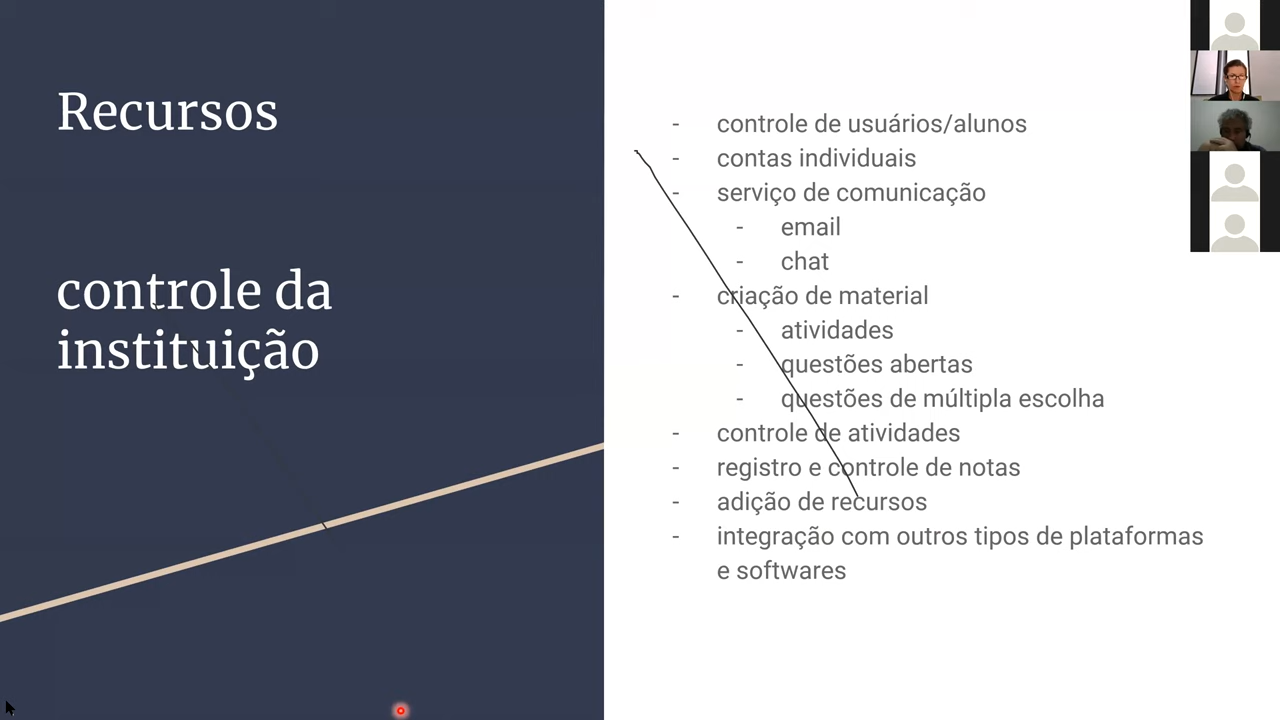 Recursos
controle da
instituição
- controle de usuários/alunos
- contas individuais
- serviço de comunicação
- email
- chat
- criação de material
- atividades
- questões abertas
- questões de múltipla escolha
- controle de atividades
- registro e controle de notas
- adição de recursos
- integração com outros tipos de plataformas
e softwares